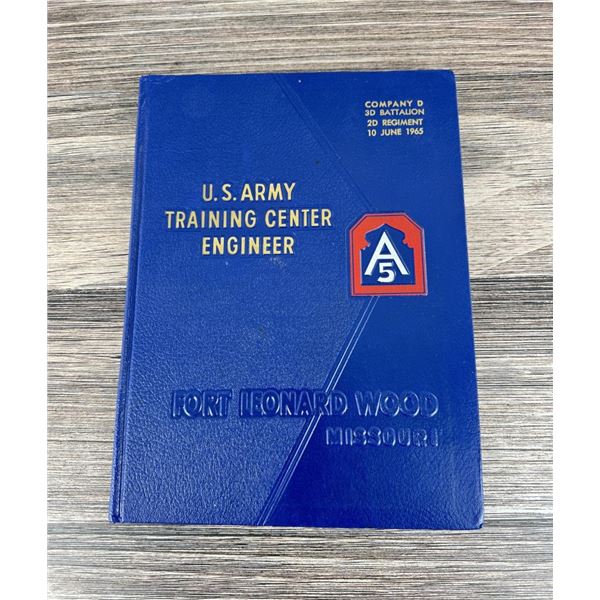 COMPANY D
3D BATTALION
2D REGIMENT
10 JUNE 1965
U.S. ARMY
TRAINING CENTER
ENGINEER
A
5
FORT LEONARD WOOD
MISSOURI